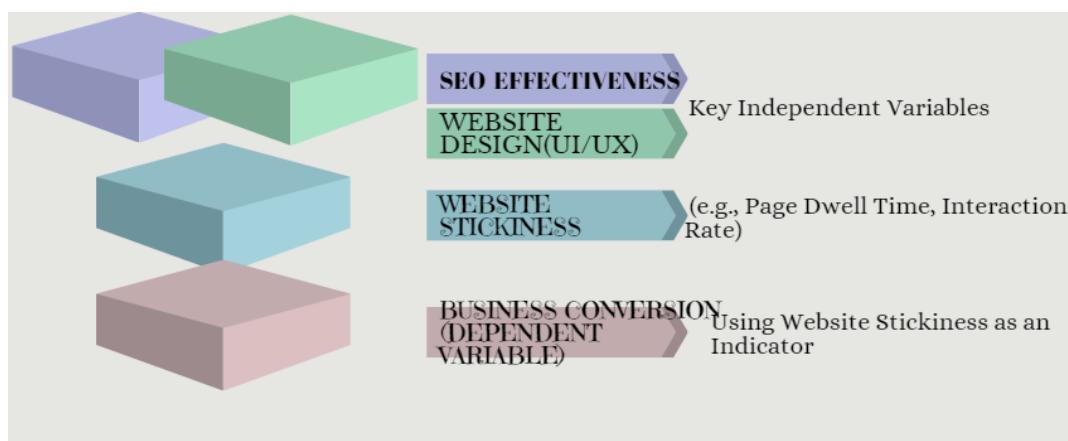 SEO EFFECTIVENESS
Key Independent Variables
WEBSITE
DESIGN(UI/UX)
WEBSITE
STICKINESS
(e.g., Page Dwell Time, Interaction
Rate)
BUSINESS CONVERSION
(DEPENDENT
VARIABLE)
Using Website Stickiness as an
Indicator